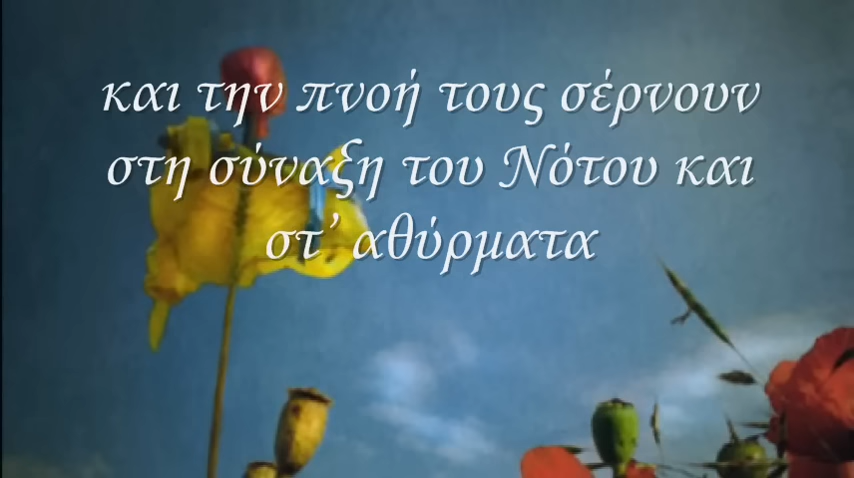 και την πνοή τους σέρνουν
στη σύναξη του Νότου και
στ' αθύρματα